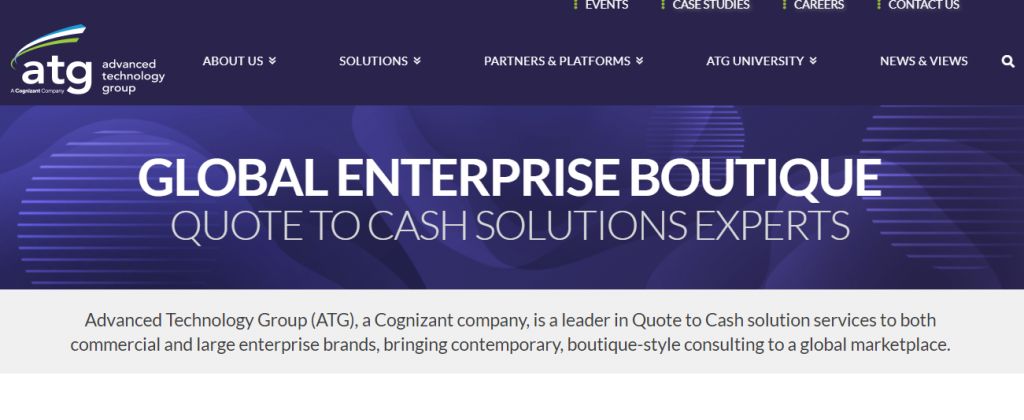 EVENTS
CASE STUDIES
CAREERS
CONTACT US
atg
advanced
technology
group
A Cognizant Company
ABOUT US
SOLUTIONS
PARTNERS & PLATFORMS
ATG UNIVERSITY
NEWS & VIEWS
GLOBAL ENTERPRISE BOUTIQUE
QUOTE TO CASH SOLUTIONS EXPERTS
Advanced Technology Group (ATG), a Cognizant company, is a leader in Quote to Cash solution services to both
commercial and large enterprise brands, bringing contemporary, boutique-style consulting to a global marketplace.